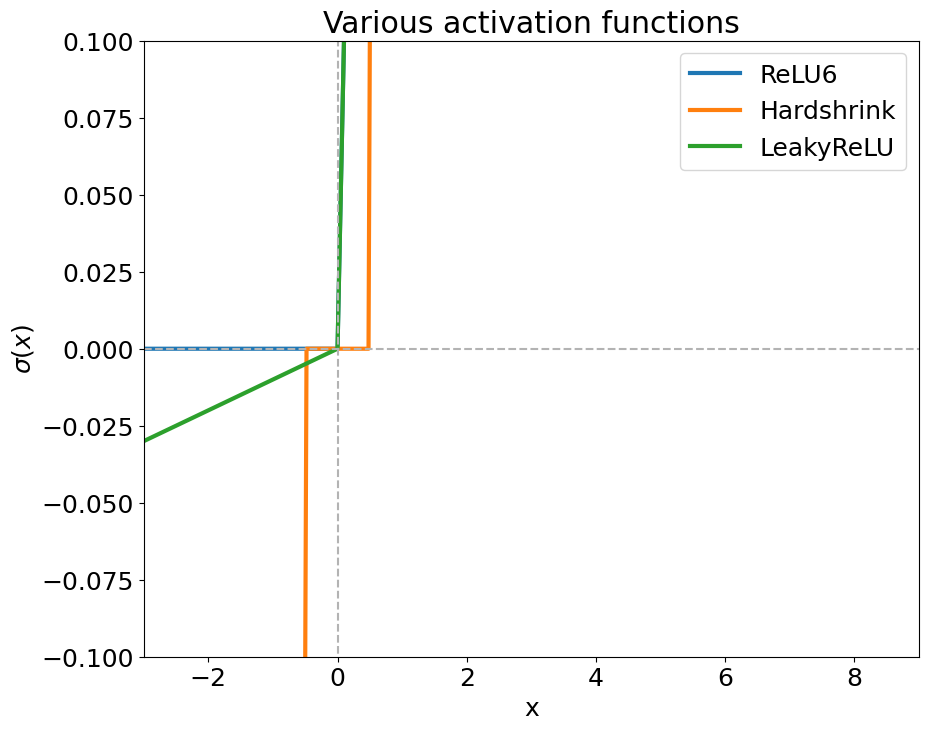 Various activation functions
0.100
0.075
0.050
0.025
0.000
−0.025
−0.050
−0.075
−0.100
σ(x)
ReLU6
Hardshrink
LeakyReLU
−2 0 2 4 6 8
x